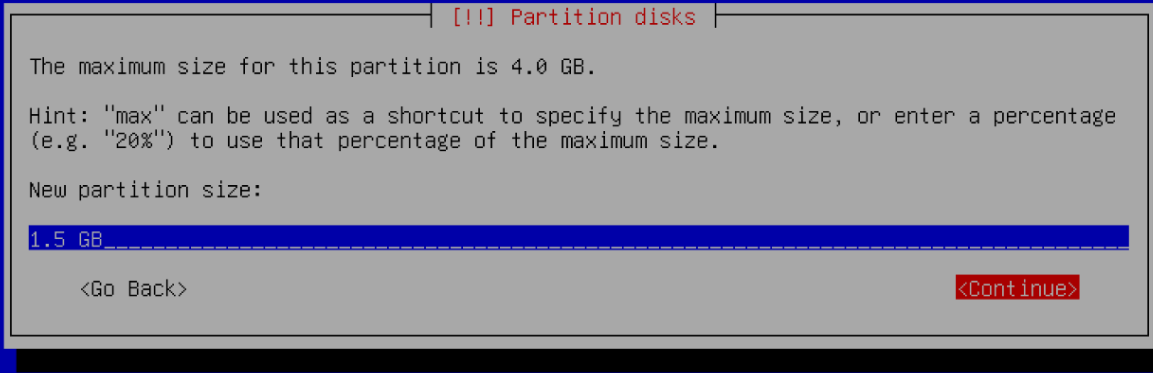 [!!] Partition disks
The maximum size for this partition is 4.0 GB.
Hint: "max" can be used as a shortcut to specify the maximum size, or enter a percentage
(e.g. "20%") to use that percentage of the maximum size.
New partition size:
1.5 GB
<Go Back> <Continue>